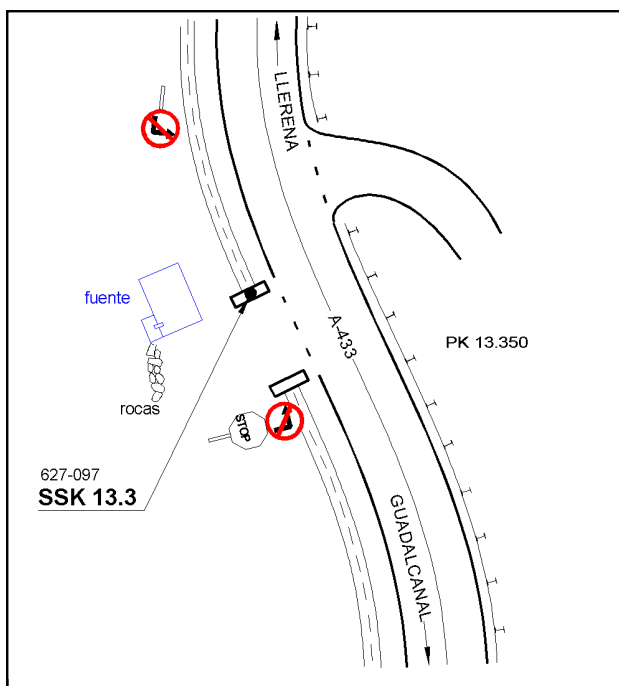 LLERENA
fuente
A-433
PK 13.350
rocas
STOP
627-097
SSK 13.3
GUADALCANAL